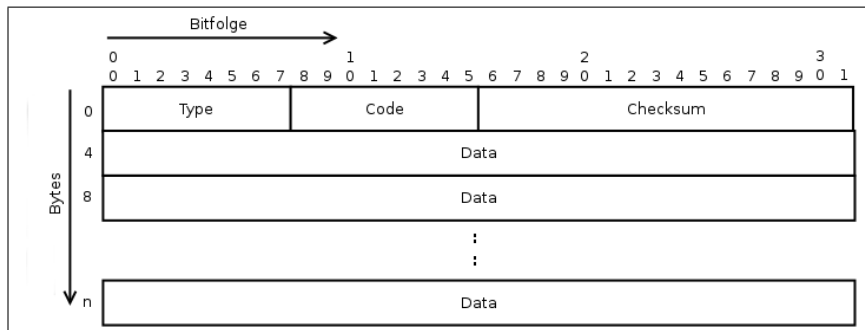 Bitfolge
0 1 2 3
0 1 2 3 4 5 6 7 8 9 0 1 2 3 4 5 6 7 8 9 0 1 2 3 4 5 6 7 8 9 0 1
0 Type Code Checksum
4 Data
8 Data
Bytes
n Data